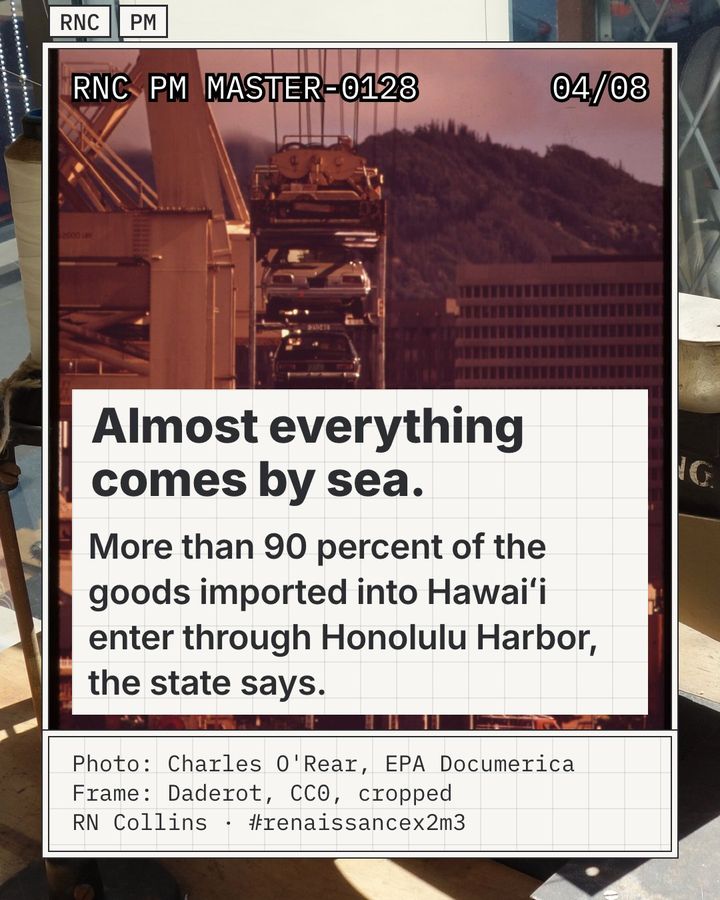 RNC PM
RNC PM MASTER-0128 04/08
Almost everything
comes by sea.
More than 90 percent of the
goods imported into Hawaiʻi
enter through Honolulu Harbor,
the state says.
Photo: Charles O'Rear, EPA Documerica
Frame: Daderot, CC0, cropped
RN Collins · #renaissancex2m3